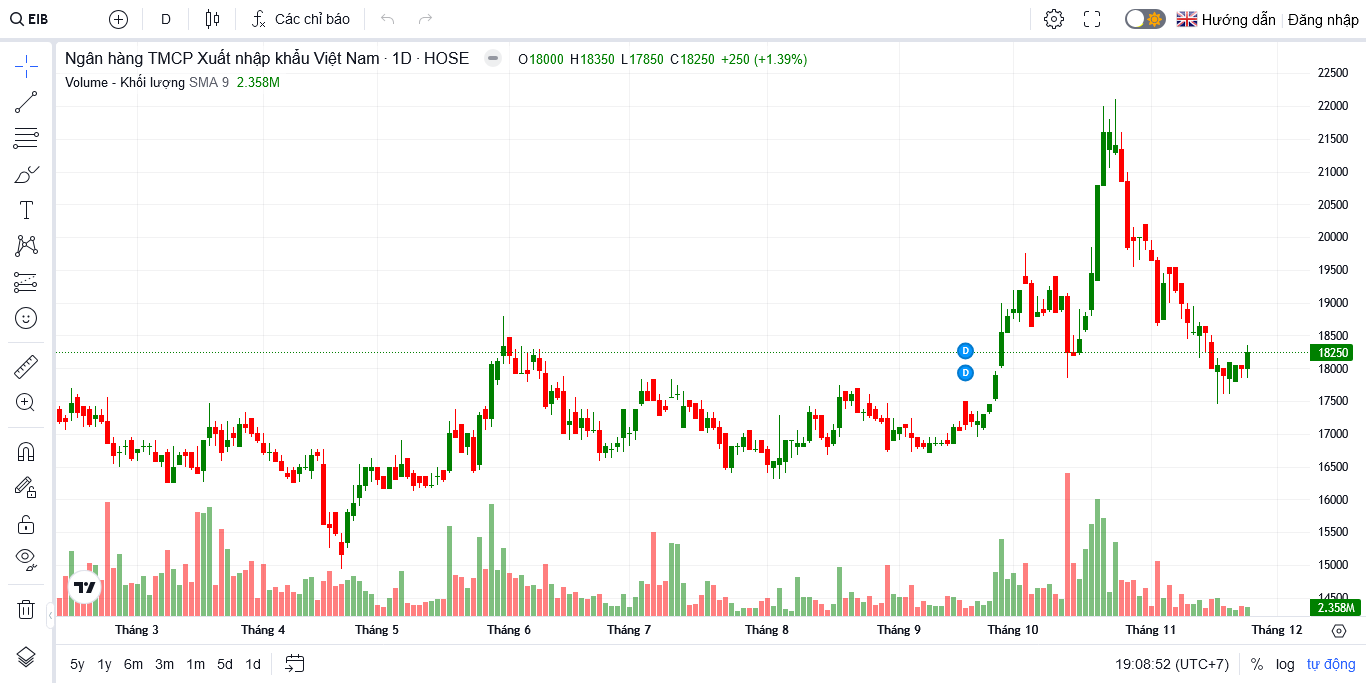 EIB D Các chỉ báo Hướng dẫn Đăng nhập
Ngân hàng TMCP Xuất nhập khẩu Việt Nam · 1D · HOSE O18000 H18350 L17850 C18250 +250 (+1.39%)
Volume - Khối lượng SMA 9 2.358M
22500
22000
21500
21000
20500
20000
19500
19000
18500
18250
18000
17500
17000
16500
16000
15500
15000
14500
2.358M
D
D
T
Tháng 3 Tháng 4 Tháng 5 Tháng 6 Tháng 7 Tháng 8 Tháng 9 Tháng 10 Tháng 11 Tháng 12
5y 1y 6m 3m 1m 5d 1d 19:08:52 (UTC+7) % log tự động